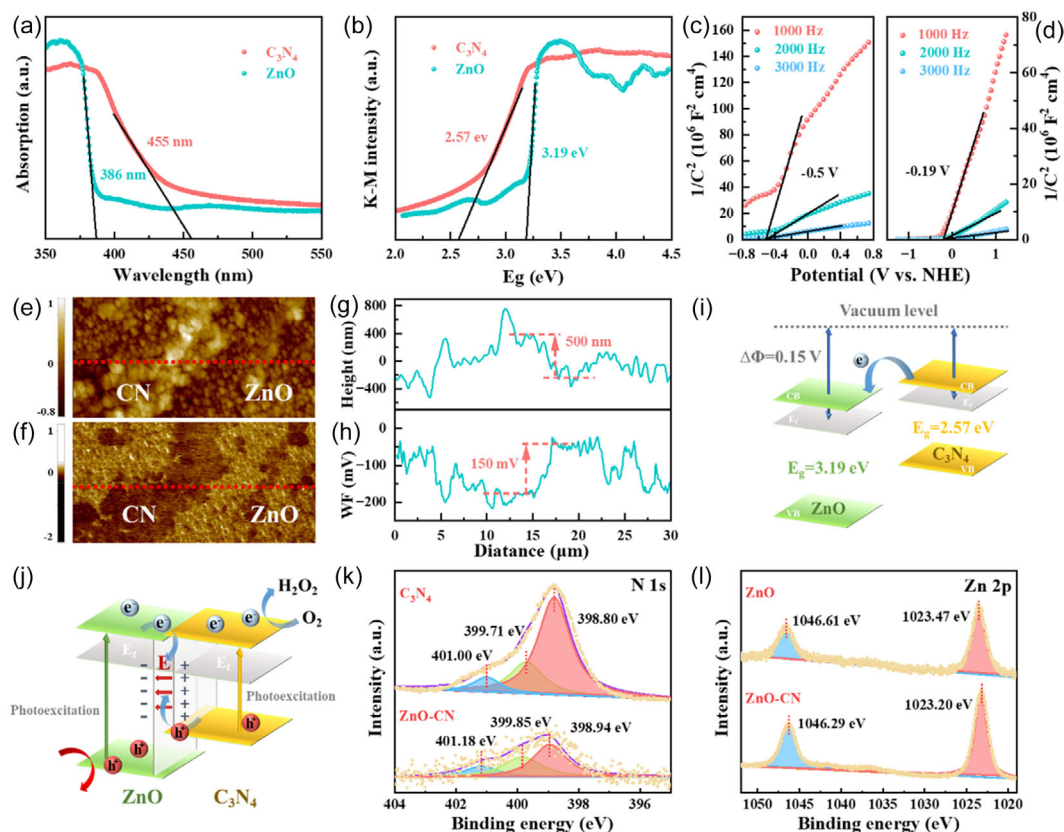 (a)
Absorption (a.u.)
C₃N₄
ZnO
455 nm
386 nm
350 400 450 500 550
Wavelength (nm)
(b)
K-M intensity (a.u.)
C₃N₄
ZnO
2.57 ev
3.19 eV
2.0 2.5 3.0 3.5 4.0 4.5
Eg (eV)
(c)
1/C² (10⁶ F² cm⁴)
160
140
120
100
80
60
40
20
0
1000 Hz
2000 Hz
3000 Hz
-0.5 V
-0.8 -0.4 0.0 0.4 0.8
(d)
1000 Hz
2000 Hz
3000 Hz
-0.19 V
-1 0 1
80
60
40
20
0
1/C² (10⁶ F² cm⁴)
Potential (V vs. NHE)
(e)
1
-0.8
CN ZnO
(f)
1
0
-2
CN ZnO
(g)
Height (nm)
800
400
0
-400
500 nm
(h)
WF (mV)
0
-100
-200
150 mV
0 5 10 15 20 25 30
Diatance (μm)
(i)
Vacuum level
ΔΦ=0.15 V
e⁻
CB
E_f
CB
E_f
E_g=2.57 eV
C₃N₄
VB
E_g=3.19 eV
VB
ZnO
(j)
H₂O₂
O₂
e⁻ e⁻ e⁻ e⁻
E_f
E_f
E
- +
- +
- +
- +
- +
Photoexcitation
Photoexcitation
h⁺ h⁺ h⁺ h⁺
ZnO C₃N₄
(k)
Intensity (a.u.)
N 1s
C₃N₄
398.80 eV
399.71 eV
401.00 eV
ZnO-CN
399.85 eV
398.94 eV
401.18 eV
404 402 400 398 396
Binding energy (eV)
(l)
Intensity (a.u.)
Zn 2p
ZnO
1046.61 eV
1023.47 eV
ZnO-CN
1046.29 eV
1023.20 eV
1050 1045 1040 1035 1030 1025 1020
Binding energy (eV)